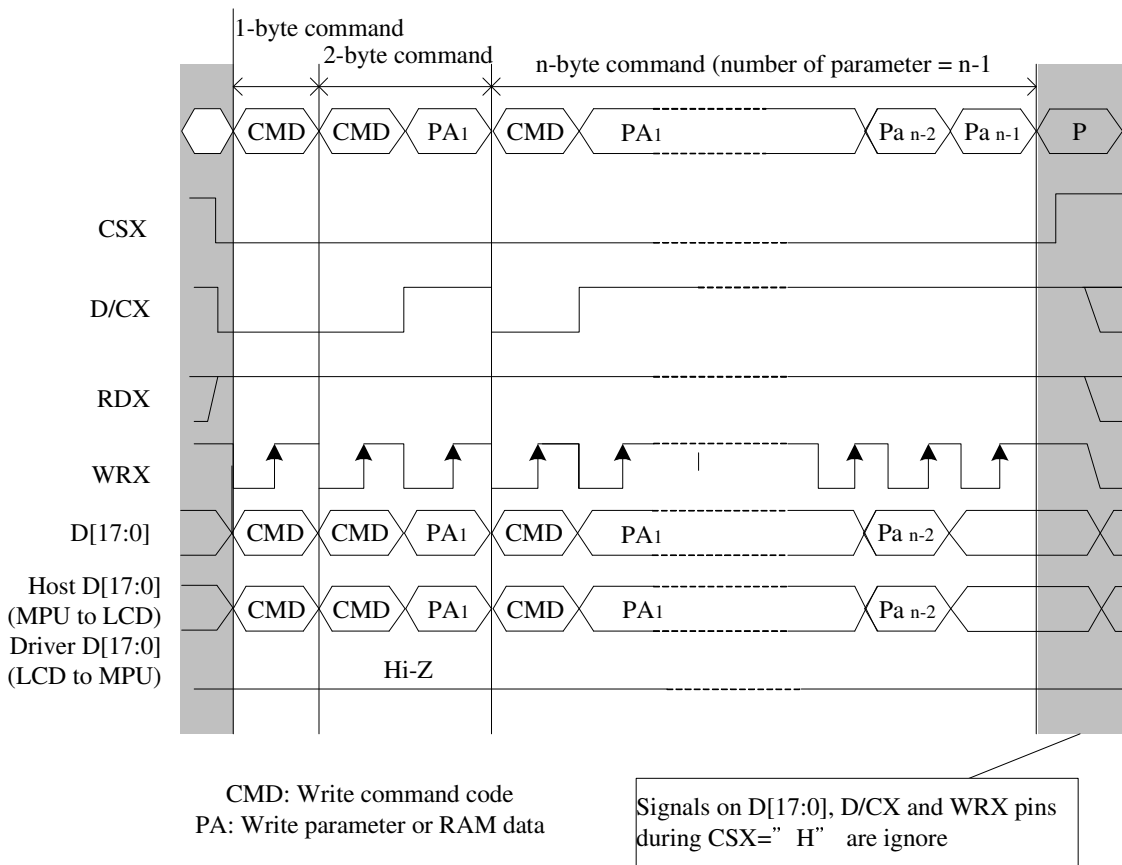 1-byte command
2-byte command
n-byte command (number of parameter = n-1
CMD CMD PA1 CMD PA1 Pa n-2 Pa n-1 P
CSX
D/CX
RDX
WRX
D[17:0] CMD CMD PA1 CMD PA1 Pa n-2
Host D[17:0]
(MPU to LCD) CMD CMD PA1 CMD PA1 Pa n-2
Driver D[17:0]
(LCD to MPU) Hi-Z
CMD: Write command code
PA: Write parameter or RAM data
Signals on D[17:0], D/CX and WRX pins
during CSX=” H” are ignore